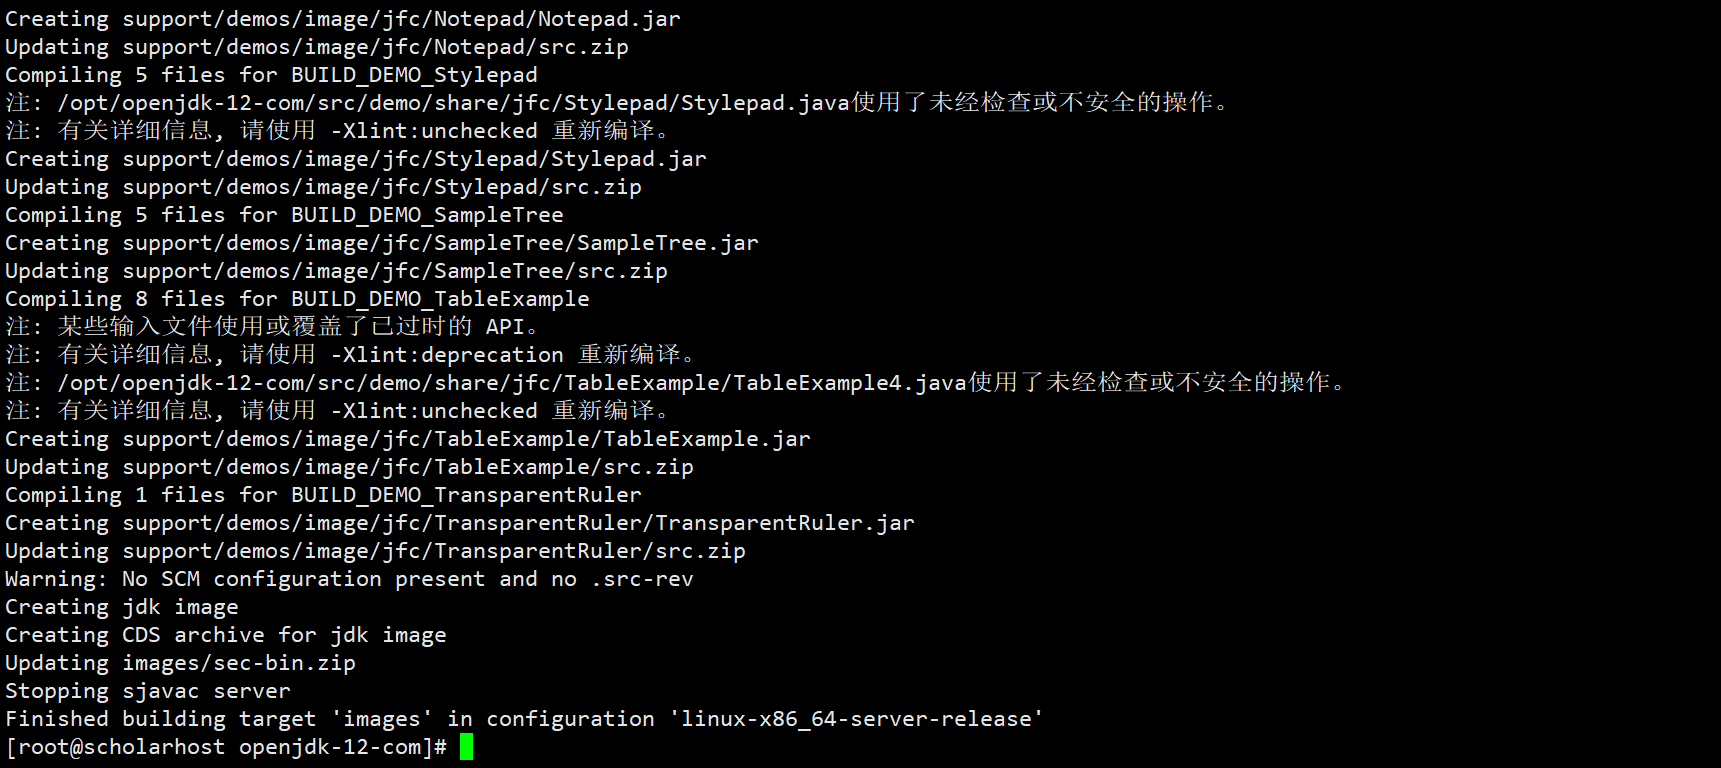 Creating support/demos/image/jfc/Notepad/Notepad.jar
Updating support/demos/image/jfc/Notepad/src.zip
Compiling 5 files for BUILD_DEMO_Stylepad
注: /opt/openjdk-12-com/src/demo/share/jfc/Stylepad/Stylepad.java使用了未经检查或不安全的操作。
注: 有关详细信息, 请使用 -Xlint:unchecked 重新编译。
Creating support/demos/image/jfc/Stylepad/Stylepad.jar
Updating support/demos/image/jfc/Stylepad/src.zip
Compiling 5 files for BUILD_DEMO_SampleTree
Creating support/demos/image/jfc/SampleTree/SampleTree.jar
Updating support/demos/image/jfc/SampleTree/src.zip
Compiling 8 files for BUILD_DEMO_TableExample
注: 某些输入文件使用或覆盖了已过时的 API。
注: 有关详细信息, 请使用 -Xlint:deprecation 重新编译。
注: /opt/openjdk-12-com/src/demo/share/jfc/TableExample/TableExample4.java使用了未经检查或不安全的操作。
注: 有关详细信息, 请使用 -Xlint:unchecked 重新编译。
Creating support/demos/image/jfc/TableExample/TableExample.jar
Updating support/demos/image/jfc/TableExample/src.zip
Compiling 1 files for BUILD_DEMO_TransparentRuler
Creating support/demos/image/jfc/TransparentRuler/TransparentRuler.jar
Updating support/demos/image/jfc/TransparentRuler/src.zip
Warning: No SCM configuration present and no .src-rev
Creating jdk image
Creating CDS archive for jdk image
Updating images/sec-bin.zip
Stopping sjavac server
Finished building target 'images' in configuration 'linux-x86_64-server-release'
[root@scholarhost openjdk-12-com]#